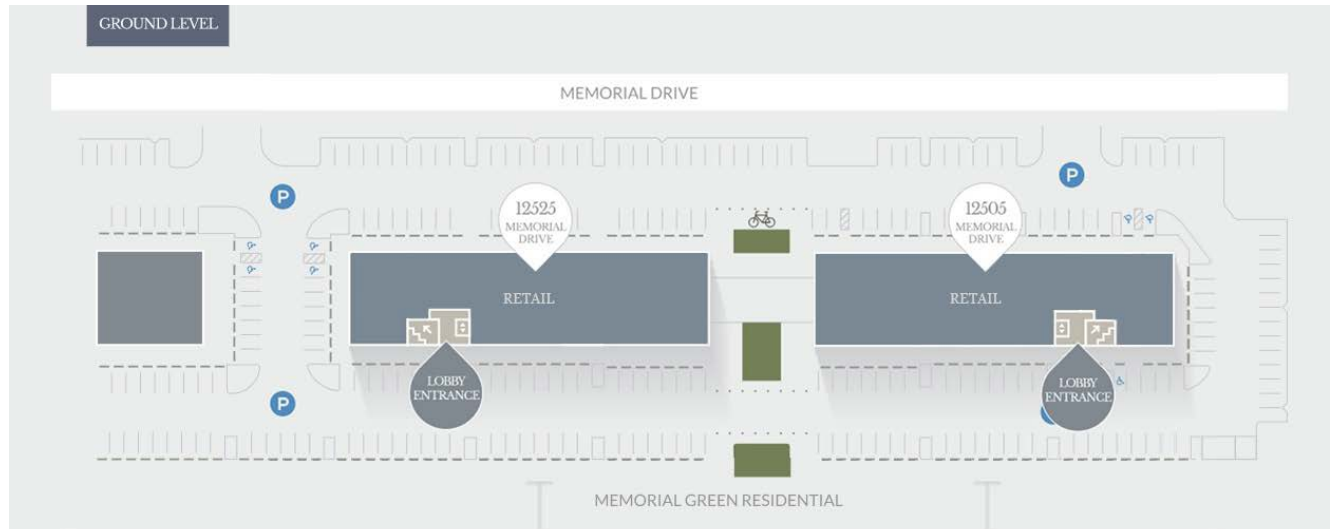 GROUND LEVEL
MEMORIAL DRIVE
P
P
12525
MEMORIAL
DRIVE
12505
MEMORIAL
DRIVE
RETAIL
RETAIL
LOBBY
ENTRANCE
LOBBY
ENTRANCE
P
MEMORIAL GREEN RESIDENTIAL